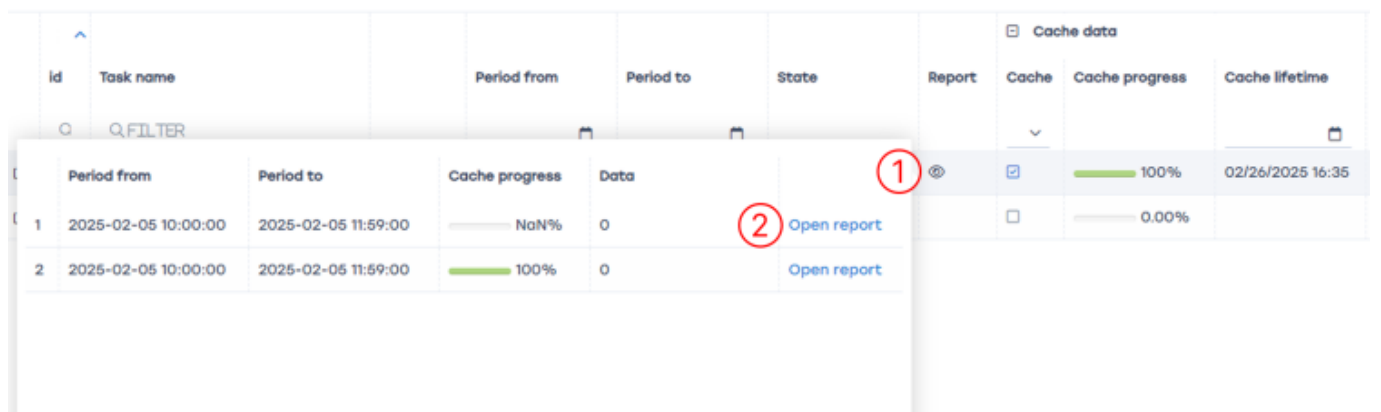 Cache data
id Task name Period from Period to State Report Cache Cache progress Cache lifetime
FILTER
Period from Period to Cache progress Data
1 100% 02/26/2025 16:35
1 2025-02-05 10:00:00 2025-02-05 11:59:00 NaN% 0 2 Open report
0.00%
2 2025-02-05 10:00:00 2025-02-05 11:59:00 100% 0 Open report